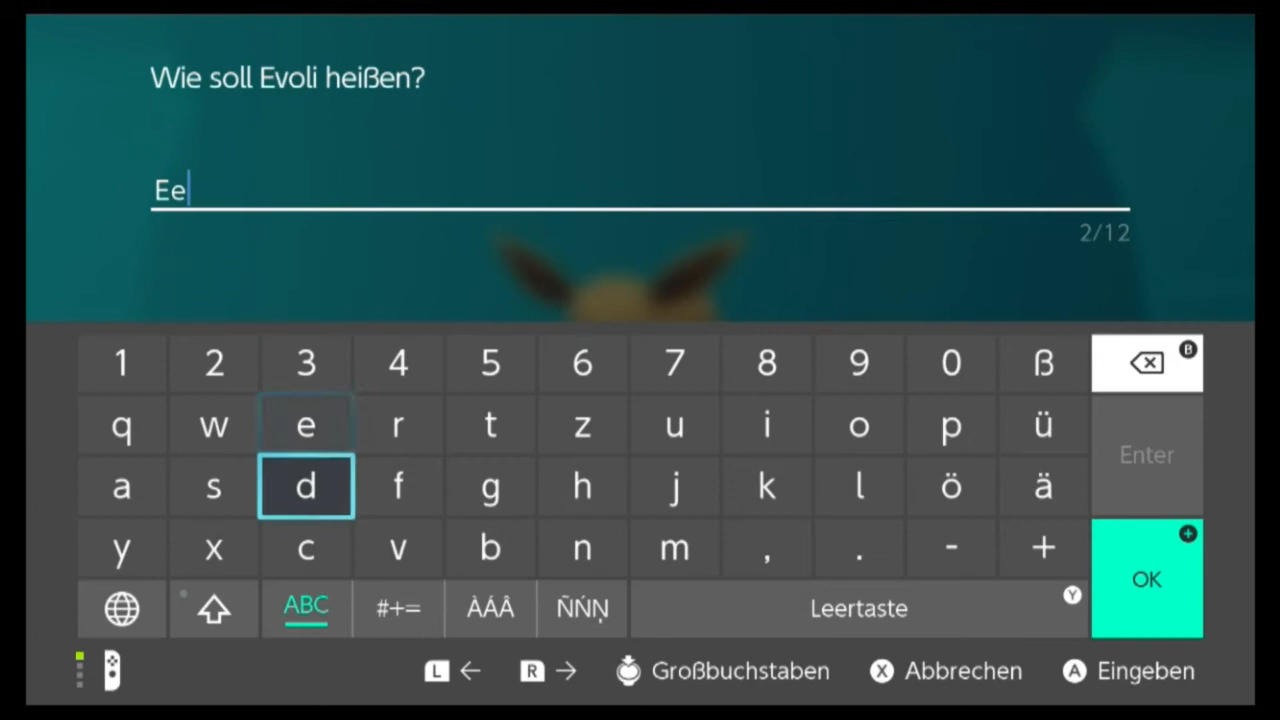 Wie soll Evoli heißen?
Ee
2/12
1 2 3 4 5 6 7 8 9 0 ß B
q w e r t z u i o p ü Enter
a s d f g h j k l ö ä
y x c v b n m , . - + OK
ABC #+= ÀÁÂ ÑŃŅ Leertaste Y
L ← R → Großbuchstaben X Abbrechen A Eingeben